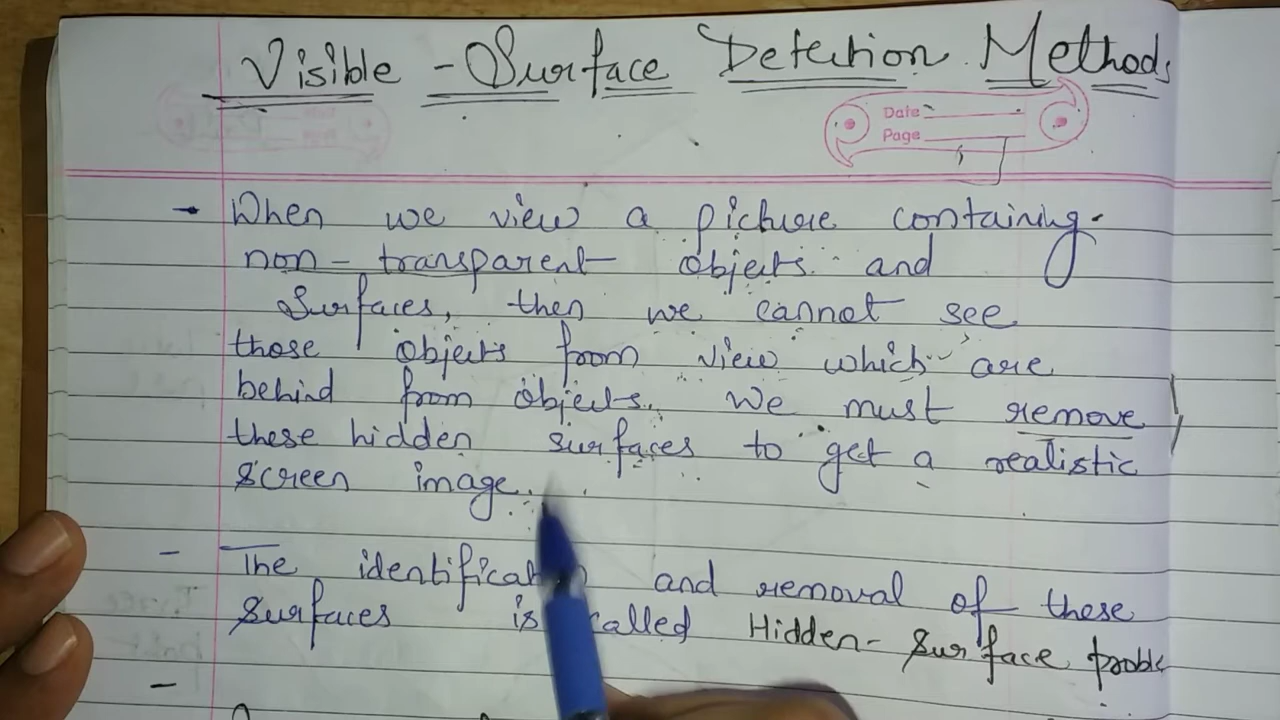 Visible - Surface Detection Methods
Date
Page
- When we view a picture containing
non - transparent objects and
Surfaces, then we cannot see
those objects from view which are
behind from objects. We must remove
these hidden surfaces to get a realistic
screen image.
- The and removal of these
surfaces is called Hidden - Surface
-